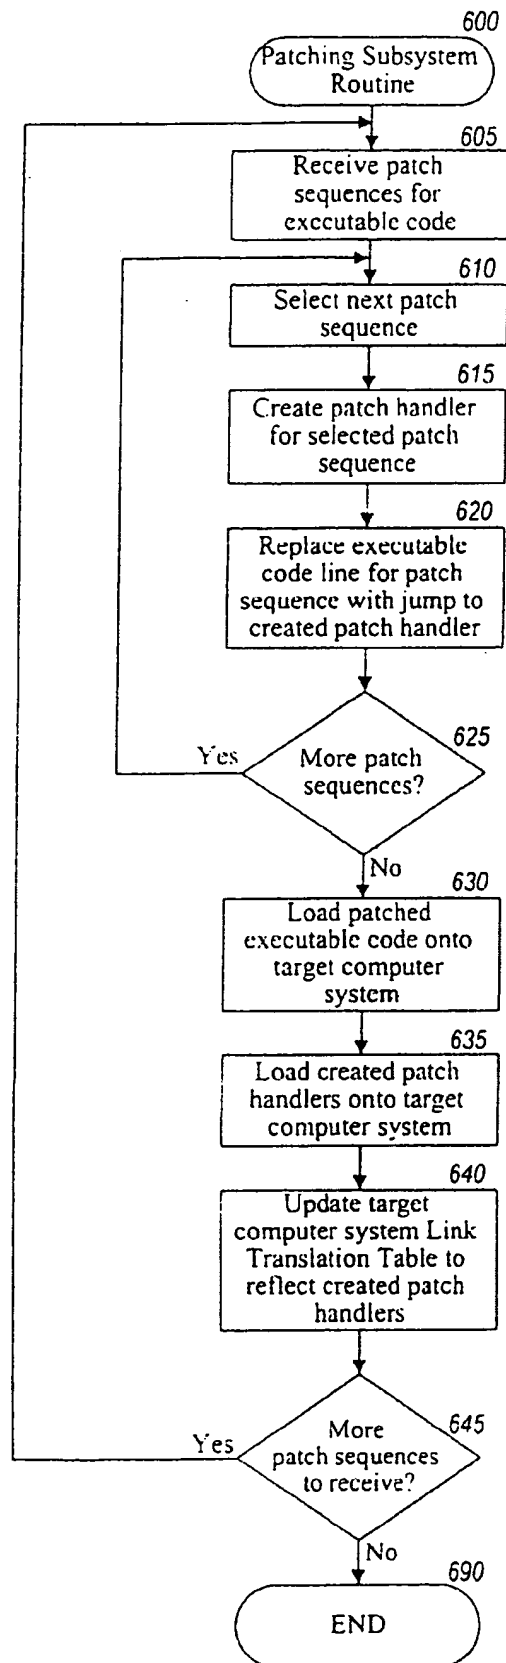 600
Patching Subsystem
Routine
605
Receive patch
sequences for
executable code
610
Select next patch
sequence
615
Create patch handler
for selected patch
sequence
620
Replace executable
code line for patch
sequence with jump to
created patch handler
625
Yes
More patch
sequences?
No
630
Load patched
executable code onto
target computer
system
635
Load created patch
handlers onto target
computer system
640
Update target
computer system Link
Translation Table to
reflect created patch
handlers
645
Yes
More
patch sequences
to receive?
No
690
END